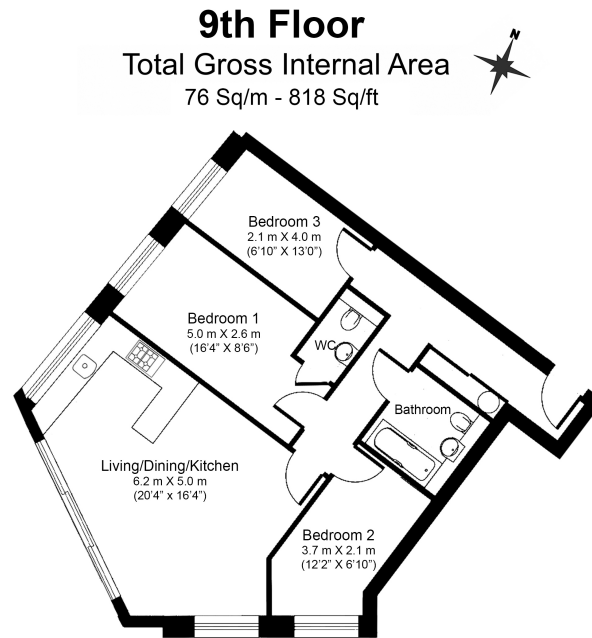 9th Floor
Total Gross Internal Area
76 Sq/m - 818 Sq/ft
N
Bedroom 3
2.1 m X 4.0 m
(6'10" X 13'0")
Bedroom 1
5.0 m X 2.6 m
(16'4" X 8'6")
WC
Bathroom
Living/Dining/Kitchen
6.2 m X 5.0 m
(20'4" x 16'4")
Bedroom 2
3.7 m X 2.1 m
(12'2" X 6'10")